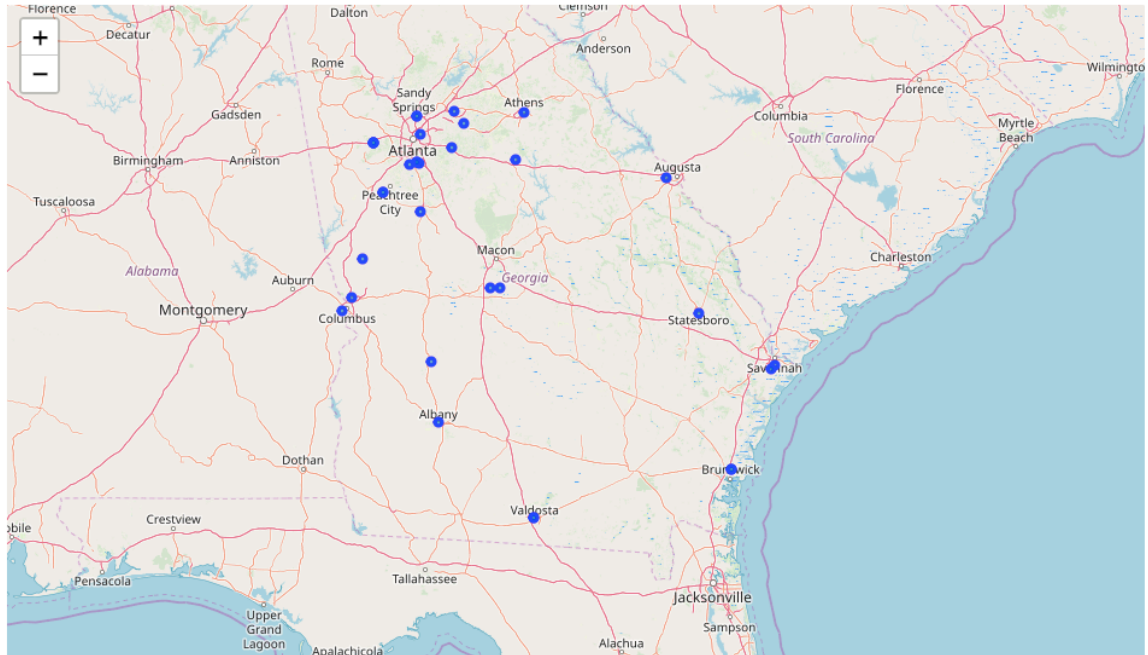 Florence
Dalton
Clemson
+
Decatur
Anderson
−
Rome
Wilmingto
Sandy
Springs
Athens
Florence
Gadsden
Columbia
Myrtle
Beach
South Carolina
Atlanta
Birmingham
Anniston
Augusta
Peachtree
City
Tuscaloosa
Macon
Charleston
Alabama
Auburn
Georgia
Montgomery
Columbus
Statesboro
Savannah
Albany
Dothan
Brunswick
Valdosta
Crestview
obile
Tallahassee
Pensacola
Jacksonville
Upper
Grand
Lagoon
Sampson
Alachua
Apalachicola